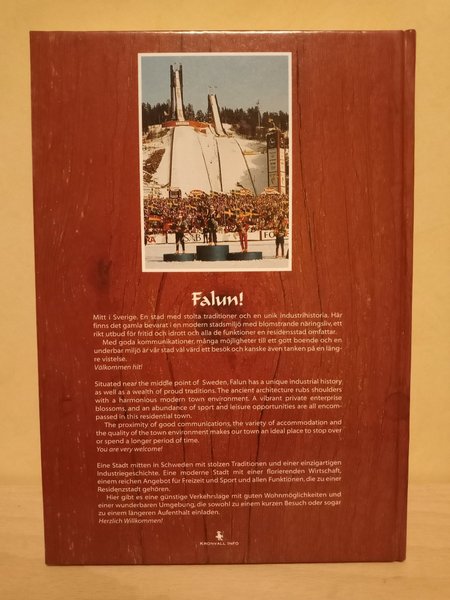 Falun!
Mitt i Sverige. En stad med stolta traditioner och en unik industrihistoria. Här
finns det gamla bevarat i en modern stadsmiljö med blomstrande näringsliv, ett
rikt utbud för fritid och idrott och alla de funktioner en residensstad omfattar.
Med goda kommunikationer, många möjligheter till ett gott boende och en
underbar miljö är vår stad väl värd ett besök och kanske även tanken på en läng-
re vistelse.
Välkommen hit!
Situated near the middle point of Sweden, Falun has a unique industrial history
as well as a wealth of proud traditions. The ancient architecture rubs shoulders
with a harmonious modern town environment. A vibrant private enterprise
blossoms, and an abundance of sport and leisure opportunities are all encom-
passed in this residential town.
The proximity of good communications, the variety of accommodation and
the quality of the town environment makes our town an ideal place to stop over
or spend a longer period of time.
You are very welcome!
Eine Stadt mitten in Schweden mit stolzen Traditionen und einer einzigartigen
Industriegeschichte. Eine moderne Stadt mit einer florierenden Wirtschaft,
einem reichen Angebot für Freizeit und Sport und allen Funktionen, die zu einer
Residenzstadt gehören.
Hier gibt es eine günstige Verkehrslage mit guten Wohnmöglichkeiten und
einer wunderbaren Umgebung, die sowohl zu einem kurzen Besuch oder sogar
zu einem längeren Aufenthalt einladen.
Herzlich Willkommen!
KRONVALL INFO